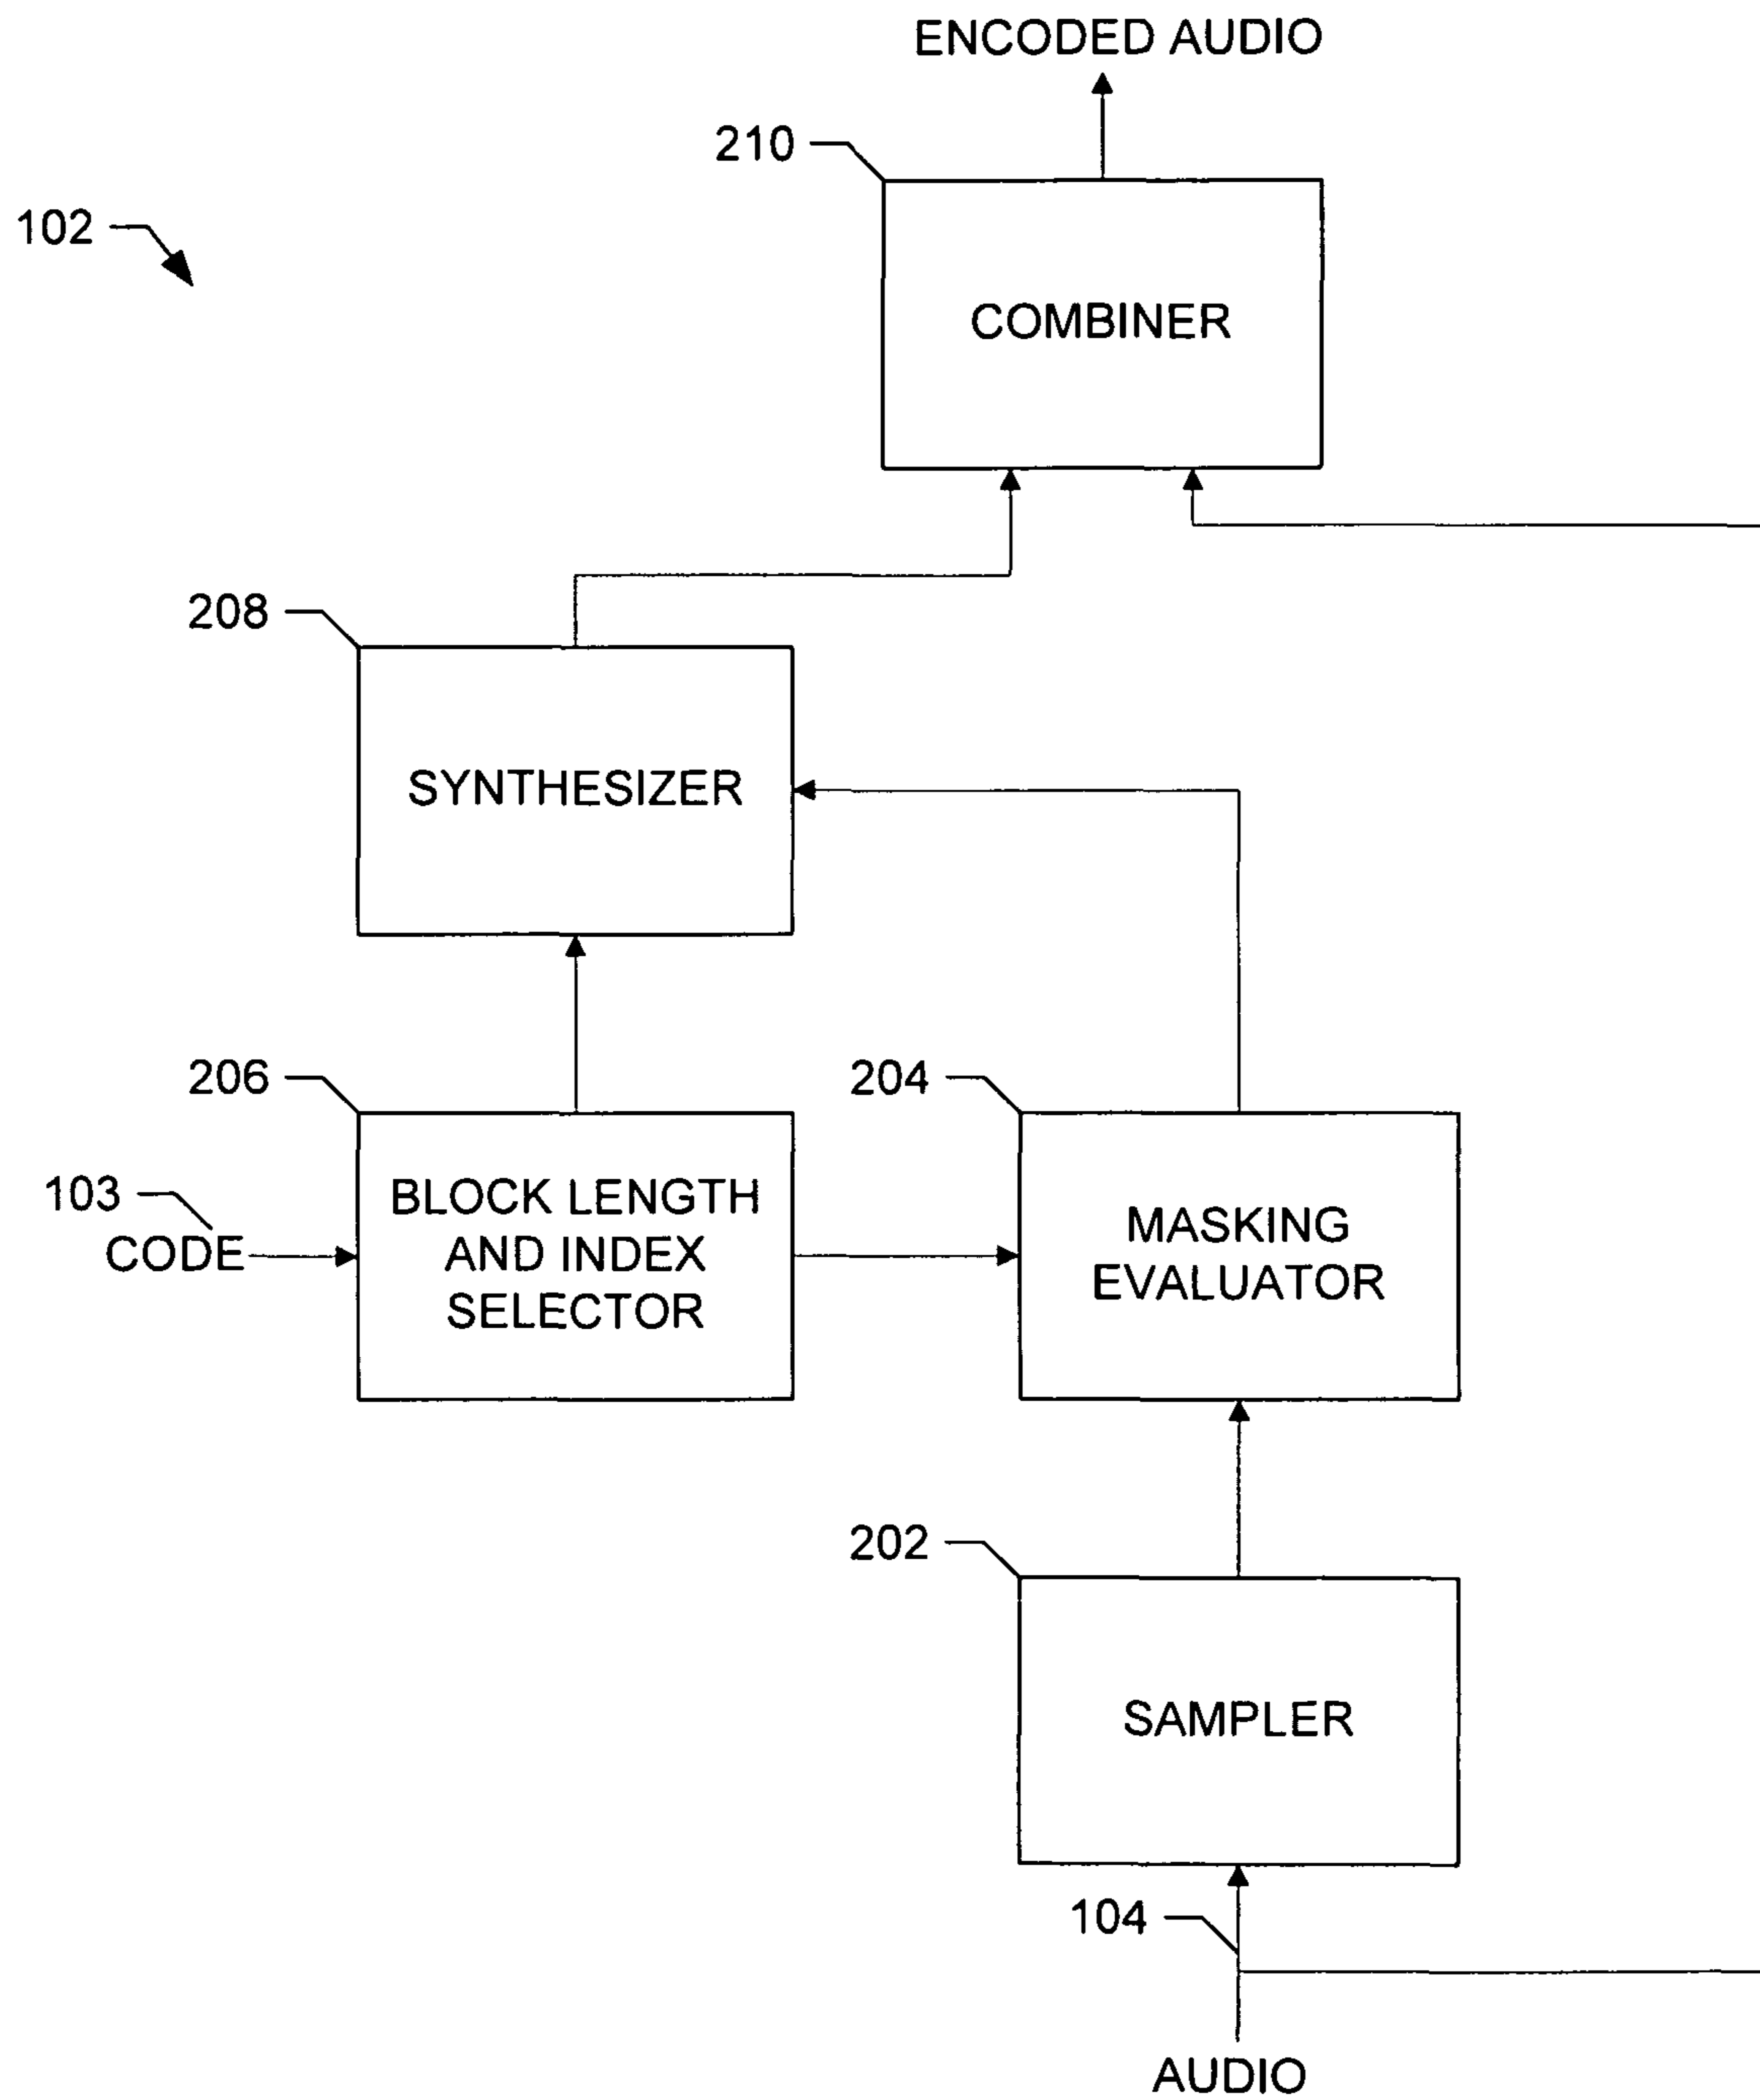 ENCODED AUDIO
210
102
COMBINER
208
SYNTHESIZER
206
204
103
CODE
BLOCK LENGTH
AND INDEX
SELECTOR
MASKING
EVALUATOR
202
SAMPLER
104
AUDIO